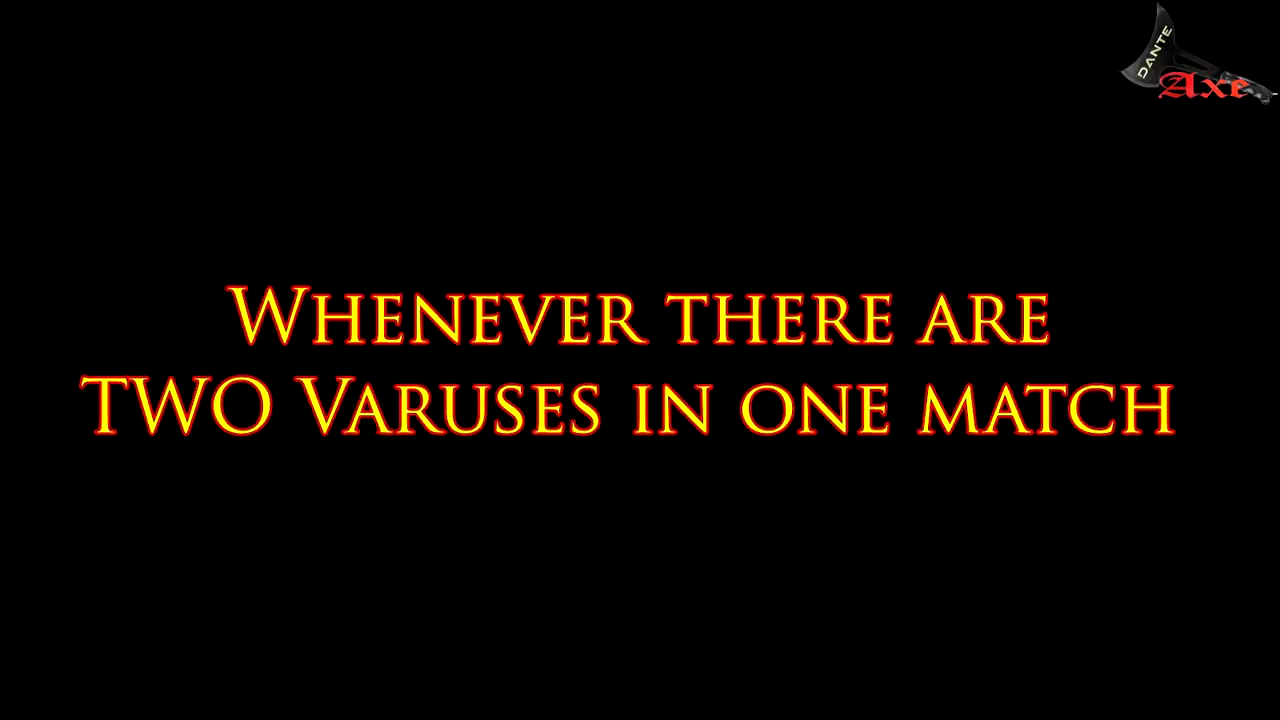 DANTE
Axe
WHENEVER THERE ARE
TWO VARUSES IN ONE MATCH